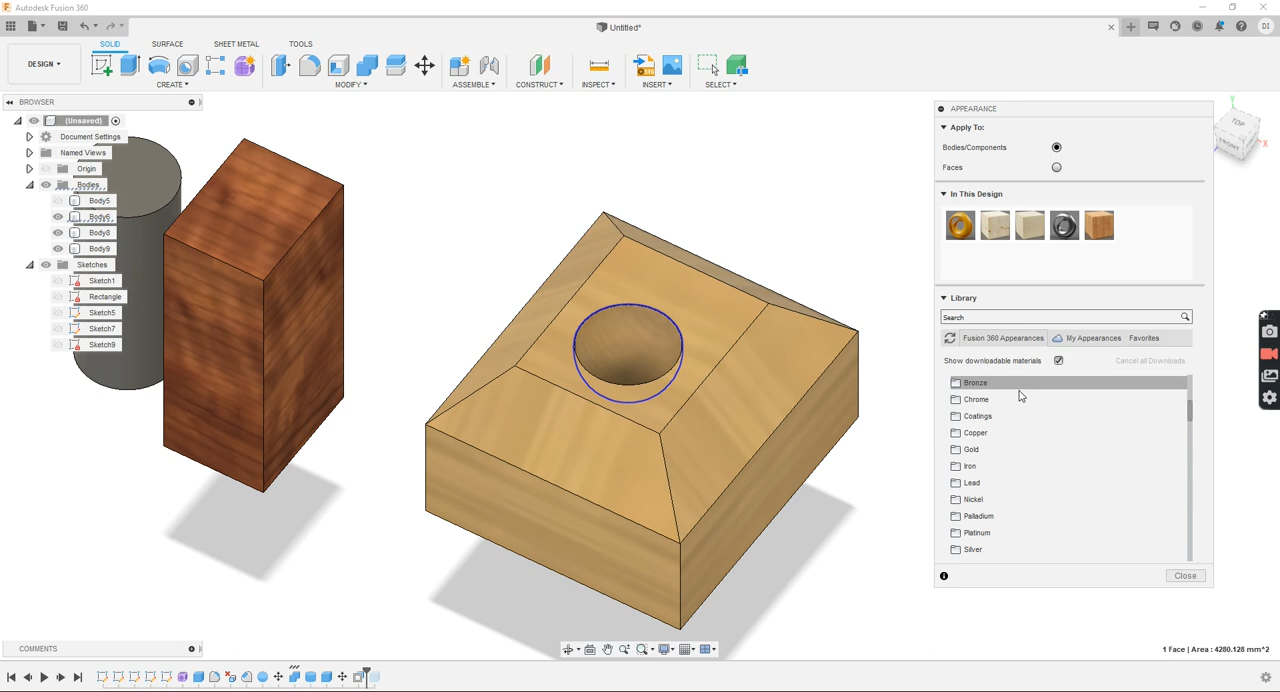 Autodesk Fusion 360
Untitled*
DI
DESIGN
SOLID SURFACE SHEET METAL TOOLS
CREATE MODIFY ASSEMBLE CONSTRUCT INSPECT INSERT SELECT
BROWSER
(Unsaved)
Document Settings
Named Views
Origin
Bodies
Body5
Body6
Body8
Body9
Sketches
Sketch1
Rectangle
Sketch5
Sketch7
Sketch9
TOP
FRONT
Y
X
APPEARANCE
Apply To:
Bodies/Components
Faces
In This Design
Library
Search
Fusion 360 Appearances My Appearances Favorites
Show downloadable materials Cancel all Downloads
Bronze
Chrome
Coatings
Copper
Gold
Iron
Lead
Nickel
Palladium
Platinum
Silver
Close
COMMENTS
1 Face | Area : 4280.128 mm^2